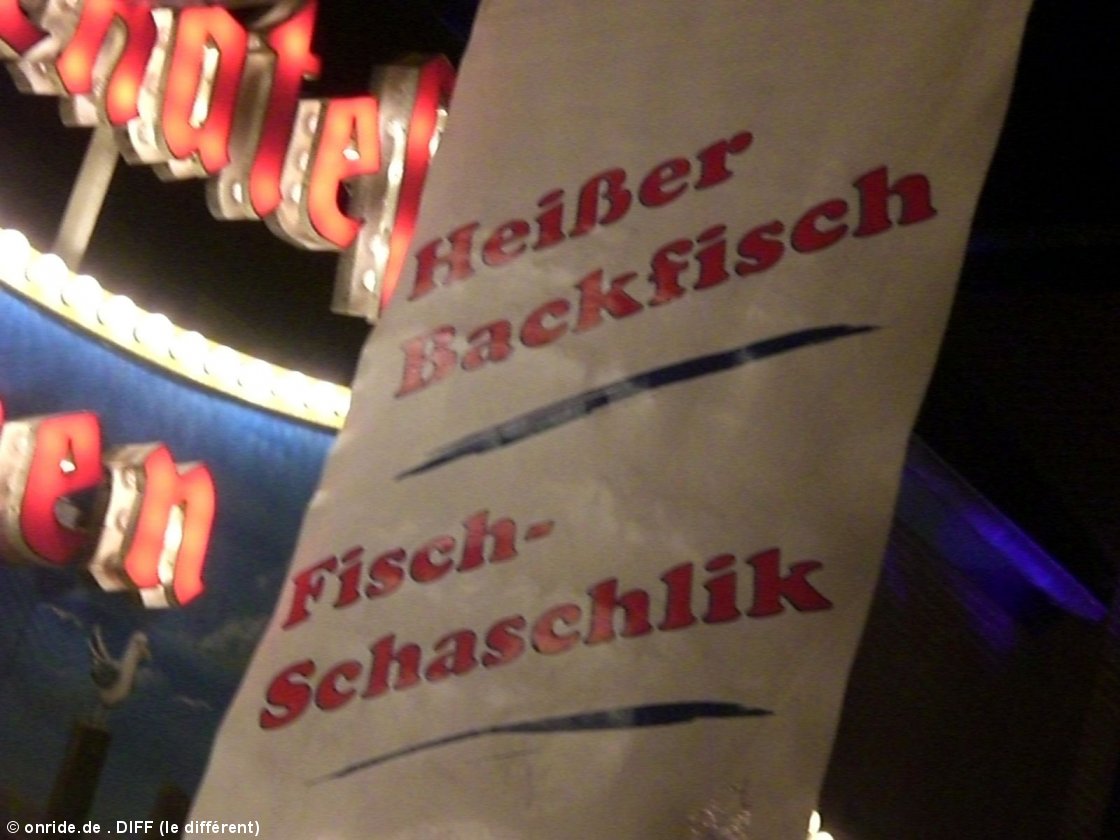 Heißer
Backfisch
Fisch-
Schaschlik
© onride.de . DIFF (le différent)